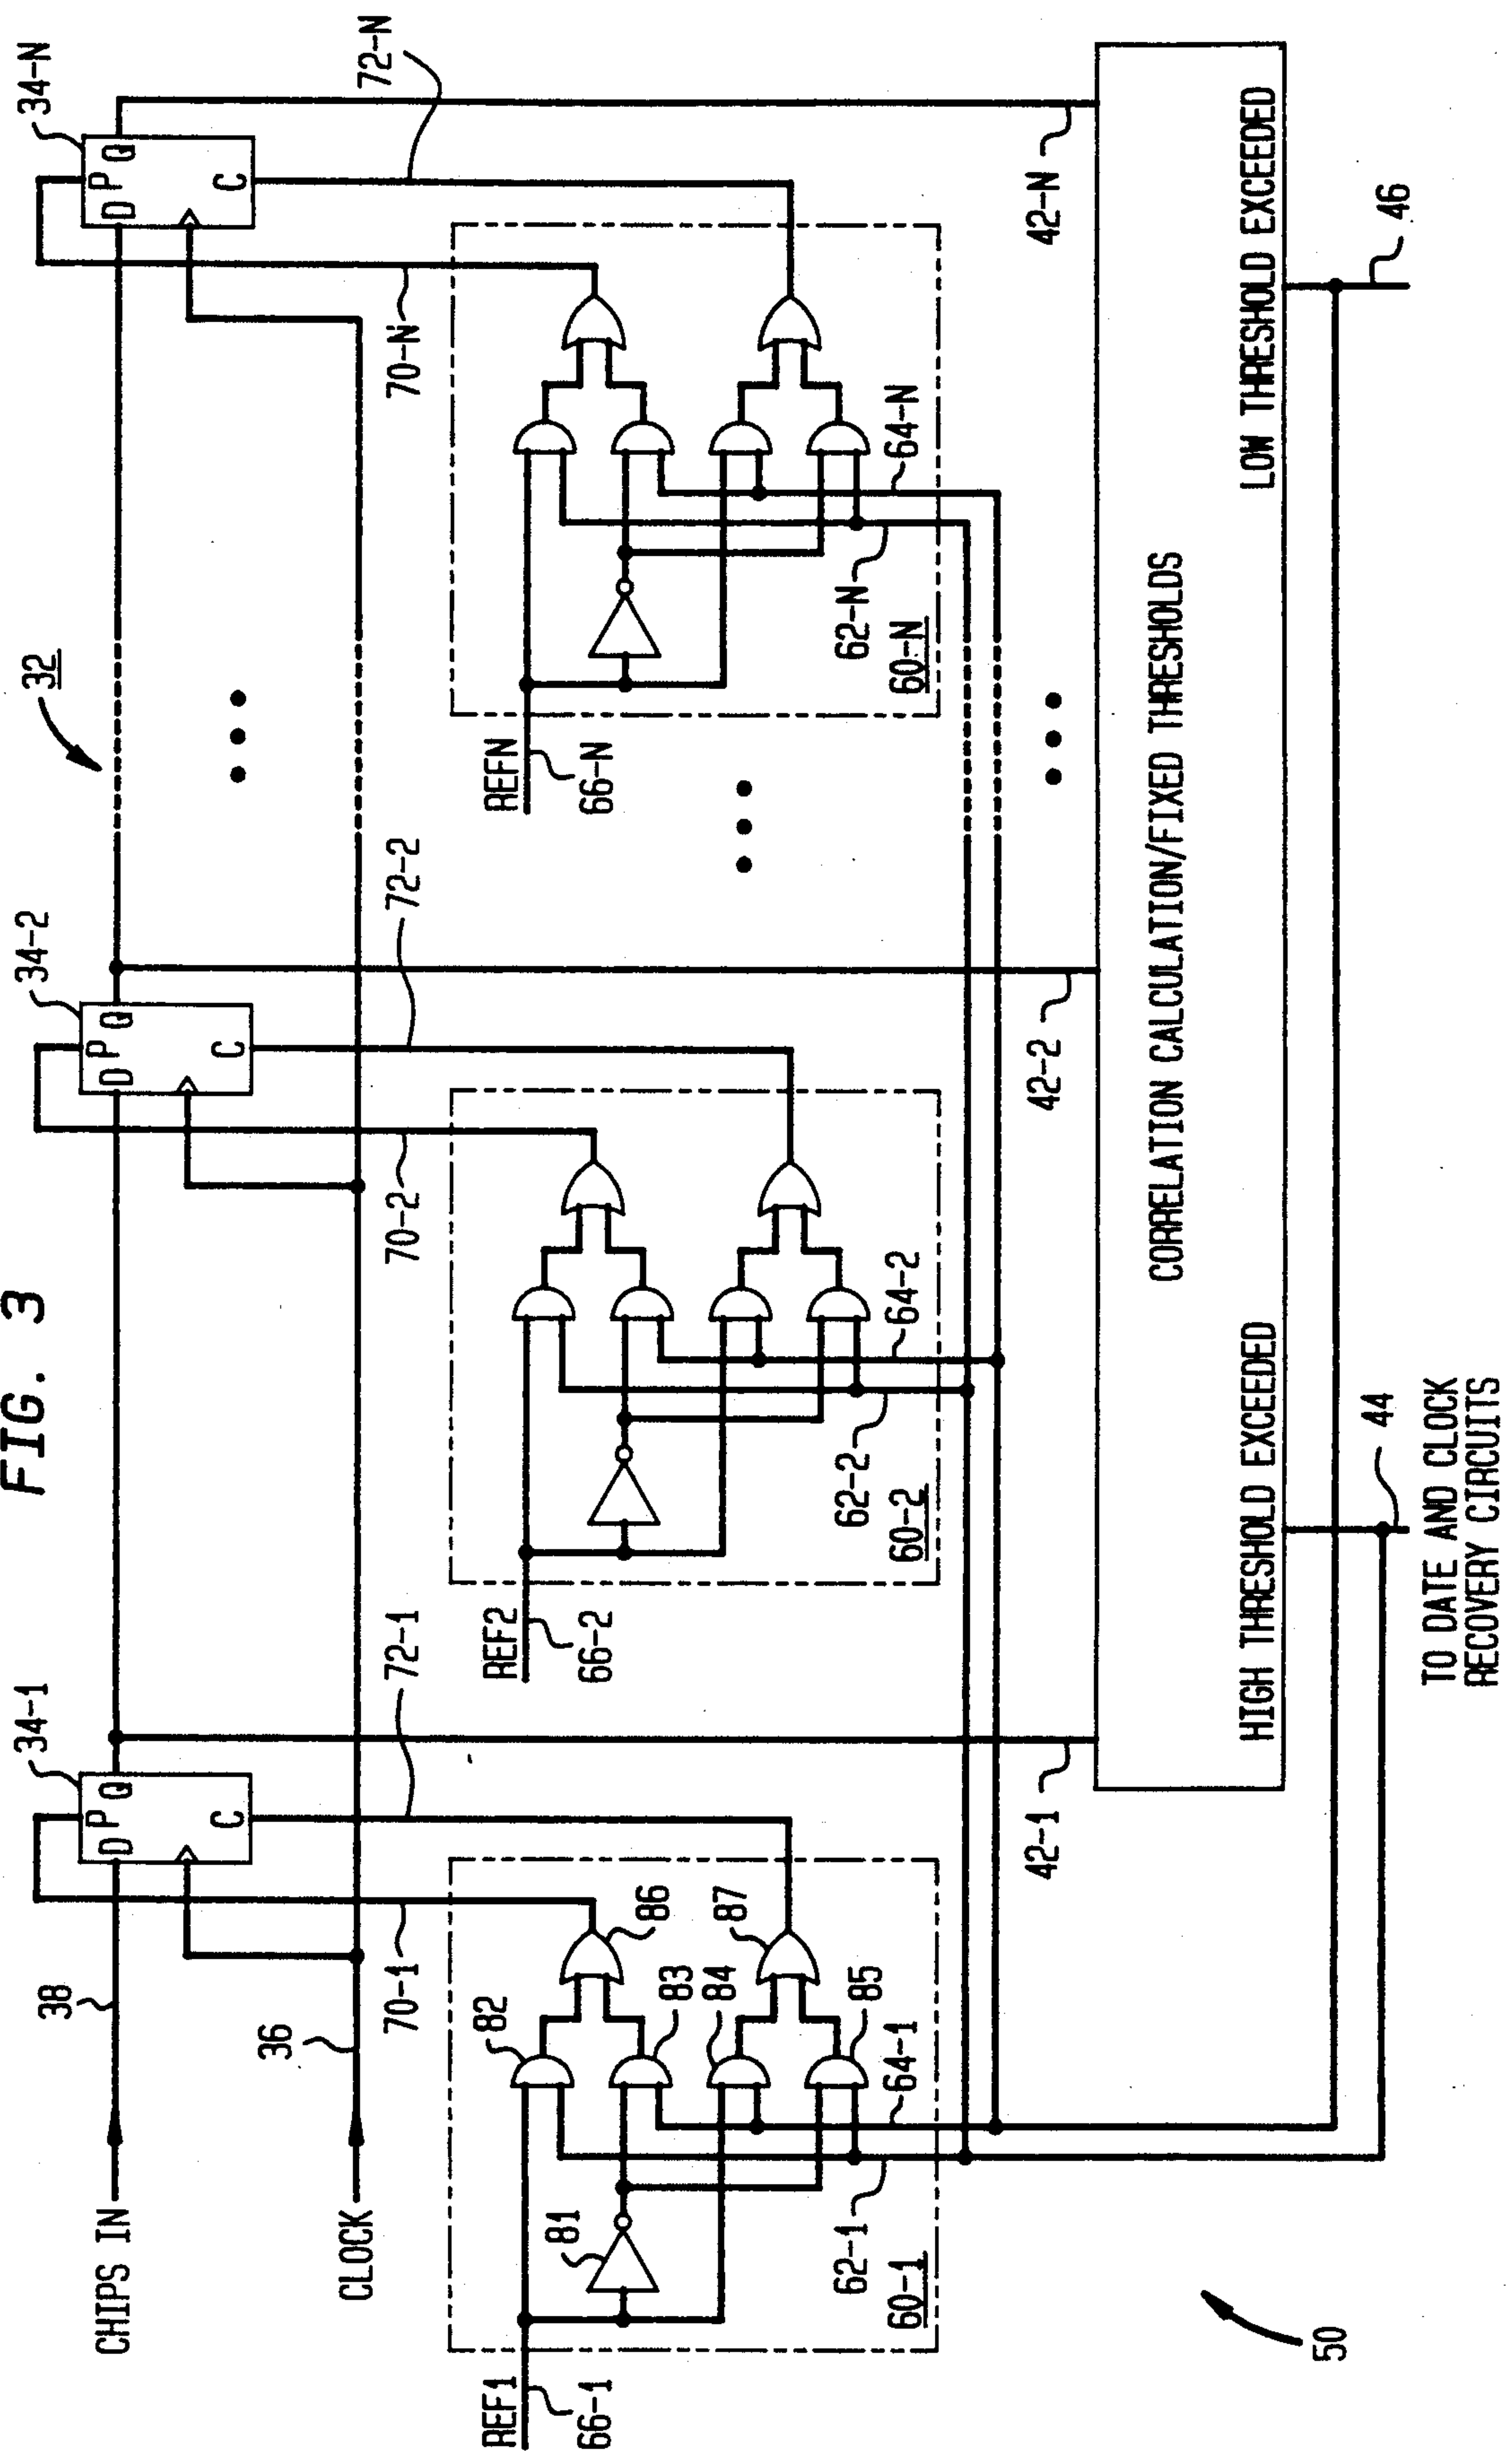 FIG. 3
32
34-1
34-2
34-N
P
D
Q
C
P
D
Q
C
P
D
Q
C
CHIPS IN
38
CLOCK
36
70-1
72-1
70-2
72-2
70-N
72-N
REF1
66-1
81
82
83
84
85
86
87
62-1
64-1
60-1
REF2
66-2
62-2
64-2
60-2
REFN
66-N
62-N
64-N
60-N
42-1
42-2
42-N
CORRELATION CALCULATION/FIXED THRESHOLDS
HIGH THRESHOLD EXCEEDED
LOW THRESHOLD EXCEEDED
44
46
TO DATE AND CLOCK
RECOVERY CIRCUITS
50